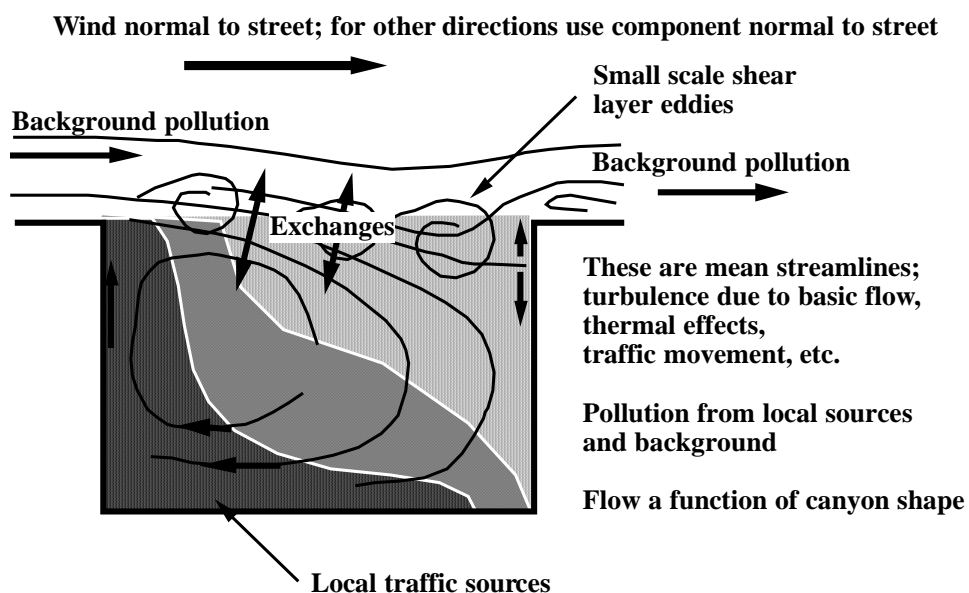 Wind normal to street; for other directions use component normal to street
Small scale shear
layer eddies
Background pollution
Background pollution
Exchanges
These are mean streamlines;
turbulence due to basic flow,
thermal effects,
traffic movement, etc.
Pollution from local sources
and background
Flow a function of canyon shape
Local traffic sources